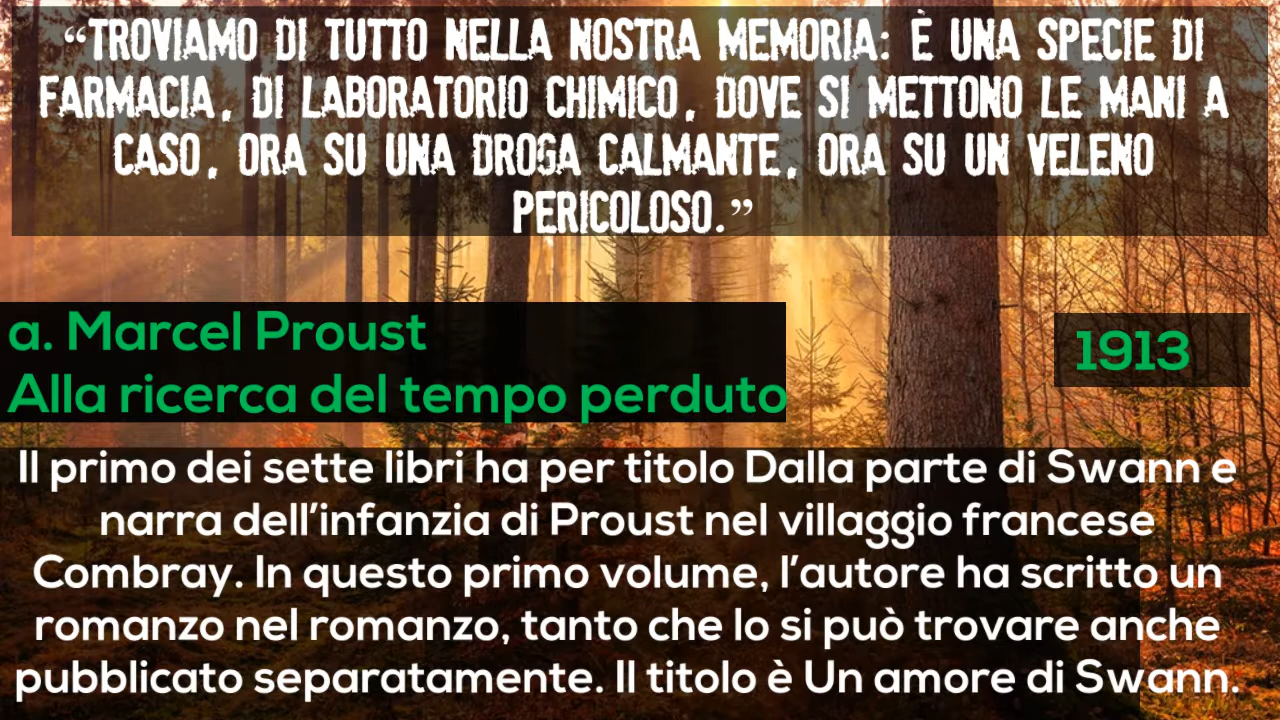 “TROVIAMO DI TUTTO NELLA NOSTRA MEMORIA: È UNA SPECIE DI
FARMACIA, DI LABORATORIO CHIMICO, DOVE SI METTONO LE MANI A
CASO, ORA SU UNA DROGA CALMANTE, ORA SU UN VELENO
PERICOLOSO.”
a. Marcel Proust
Alla ricerca del tempo perduto
1913
Il primo dei sette libri ha per titolo Dalla parte di Swann e
narra dell’infanzia di Proust nel villaggio francese
Combray. In questo primo volume, l’autore ha scritto un
romanzo nel romanzo, tanto che lo si può trovare anche
pubblicato separatamente. Il titolo è Un amore di Swann.